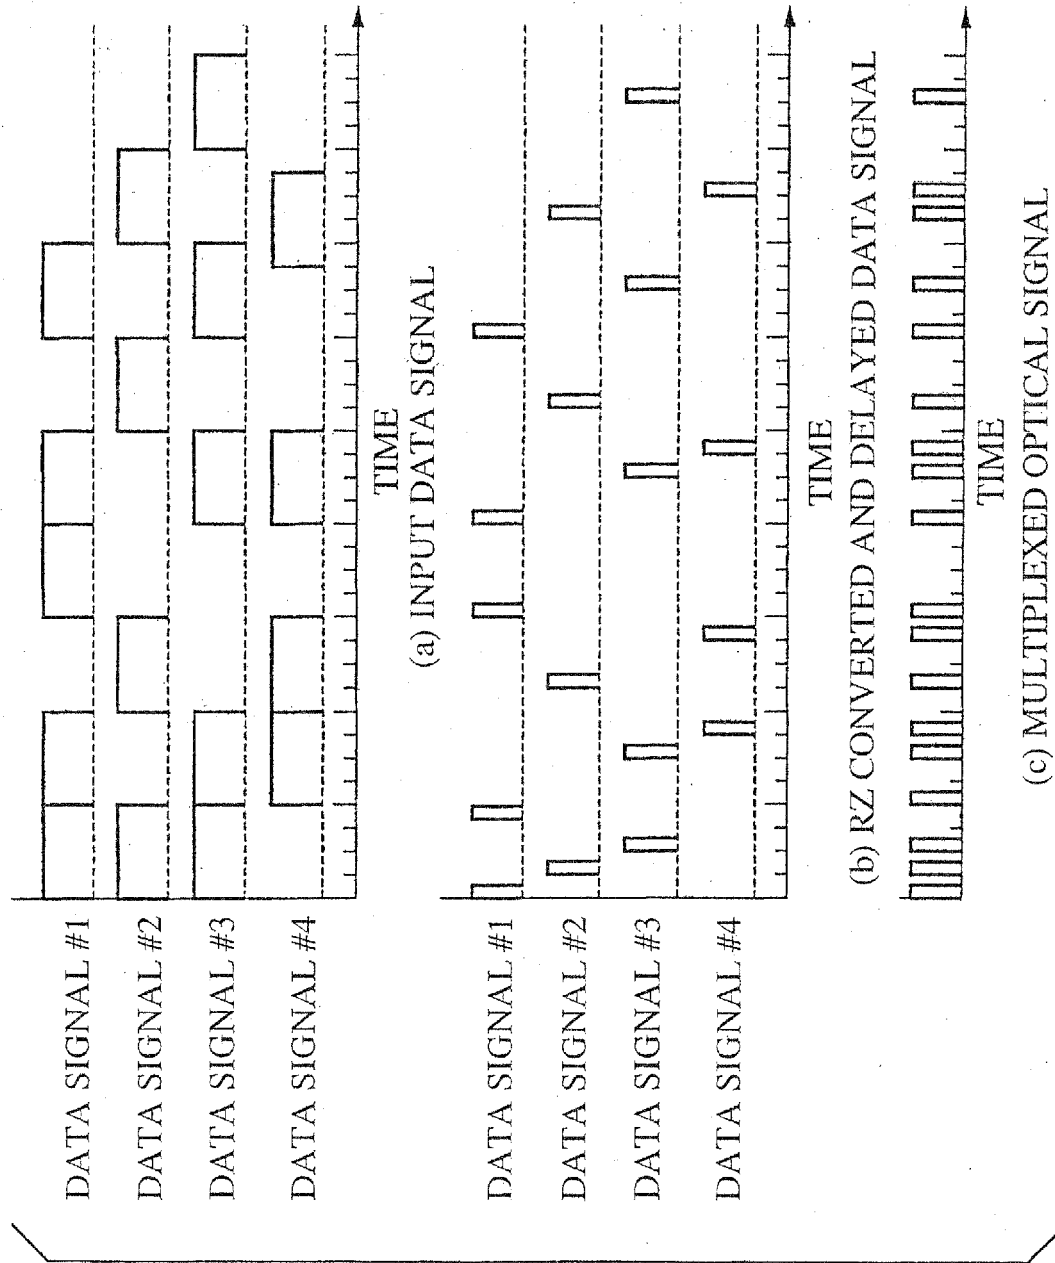 DATA SIGNAL #1
DATA SIGNAL #2
DATA SIGNAL #3
DATA SIGNAL #4
TIME
(a) INPUT DATA SIGNAL
DATA SIGNAL #1
DATA SIGNAL #2
DATA SIGNAL #3
DATA SIGNAL #4
TIME
(b) RZ CONVERTED AND DELAYED DATA SIGNAL
TIME
(c) MULTIPLEXED OPTICAL SIGNAL